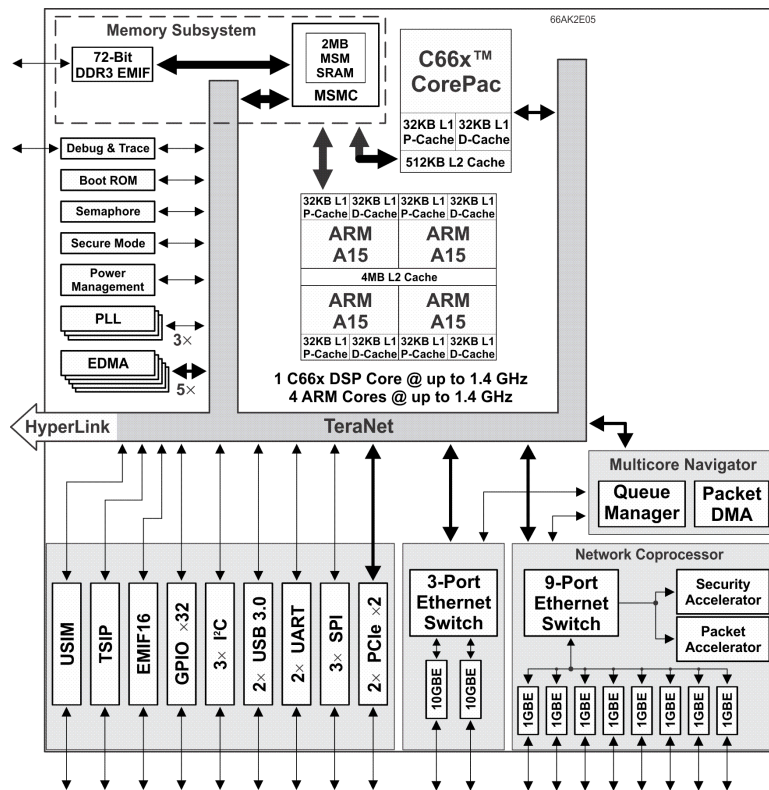 66AK2E05
Memory Subsystem
72-Bit
DDR3 EMIF
2MB
MSM
SRAM
MSMC
C66x™
CorePac
32KB L1
P-Cache
32KB L1
D-Cache
512KB L2 Cache
Debug & Trace
Boot ROM
Semaphore
Secure Mode
Power
Management
PLL
3×
EDMA
5×
32KB L1
P-Cache
32KB L1
D-Cache
32KB L1
P-Cache
32KB L1
D-Cache
ARM
A15
ARM
A15
4MB L2 Cache
ARM
A15
ARM
A15
32KB L1
P-Cache
32KB L1
D-Cache
32KB L1
P-Cache
32KB L1
D-Cache
1 C66x DSP Core @ up to 1.4 GHz
4 ARM Cores @ up to 1.4 GHz
HyperLink
TeraNet
Multicore Navigator
Queue
Manager
Packet
DMA
USIM
TSIP
EMIF16
GPIO ×32
3× I²C
2× USB 3.0
2× UART
3× SPI
2× PCIe ×2
3-Port
Ethernet
Switch
10GBE
10GBE
Network Coprocessor
9-Port
Ethernet
Switch
Security
Accelerator
Packet
Accelerator
1GBE
1GBE
1GBE
1GBE
1GBE
1GBE
1GBE
1GBE